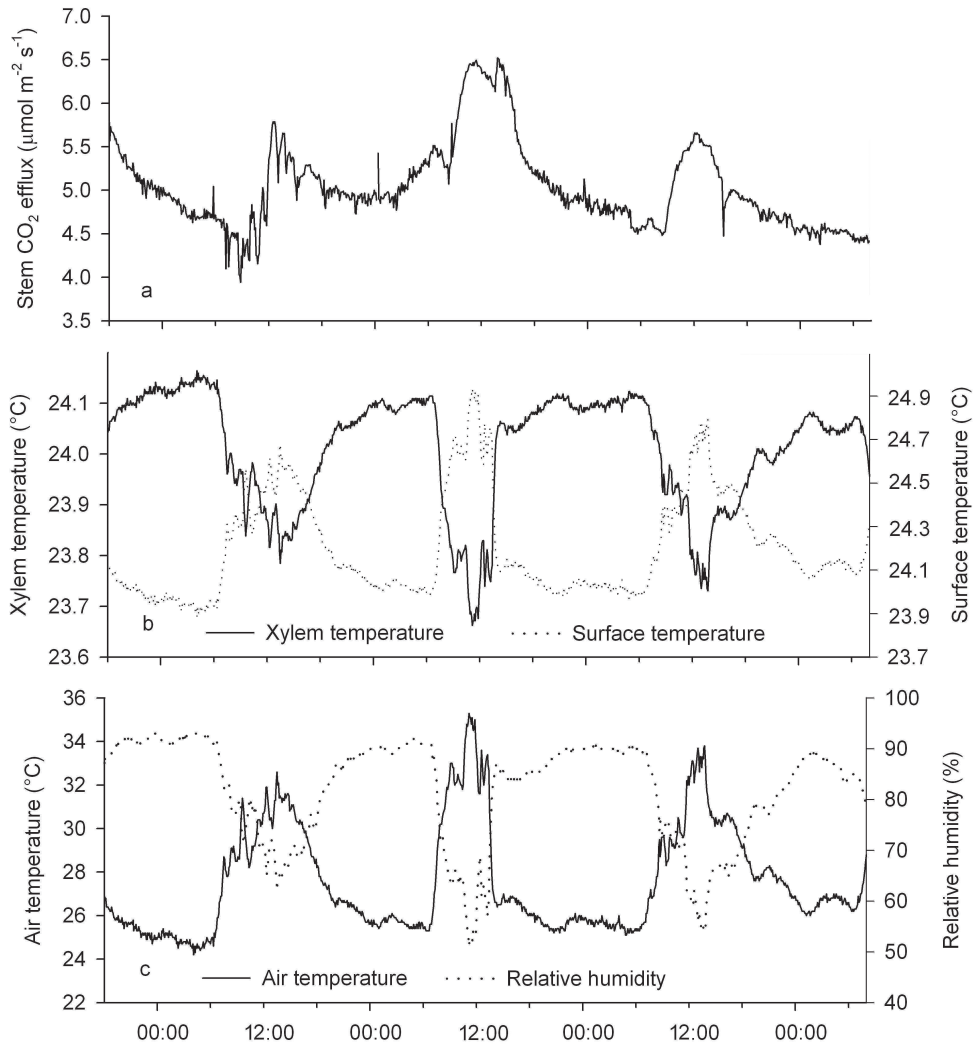 Stem CO₂ efflux (µmol m⁻² s⁻¹)
7.0
6.5
6.0
5.5
5.0
4.5
4.0
3.5
a
Xylem temperature (°C)
24.1
24.0
23.9
23.8
23.7
23.6
Surface temperature (°C)
24.9
24.7
24.5
24.3
24.1
23.9
23.7
b
Xylem temperature
Surface temperature
Air temperature (°C)
36
34
32
30
28
26
24
22
Relative humidity (%)
100
90
80
70
60
50
40
c
Air temperature
Relative humidity
00:00 12:00 00:00 12:00 00:00 12:00 00:00